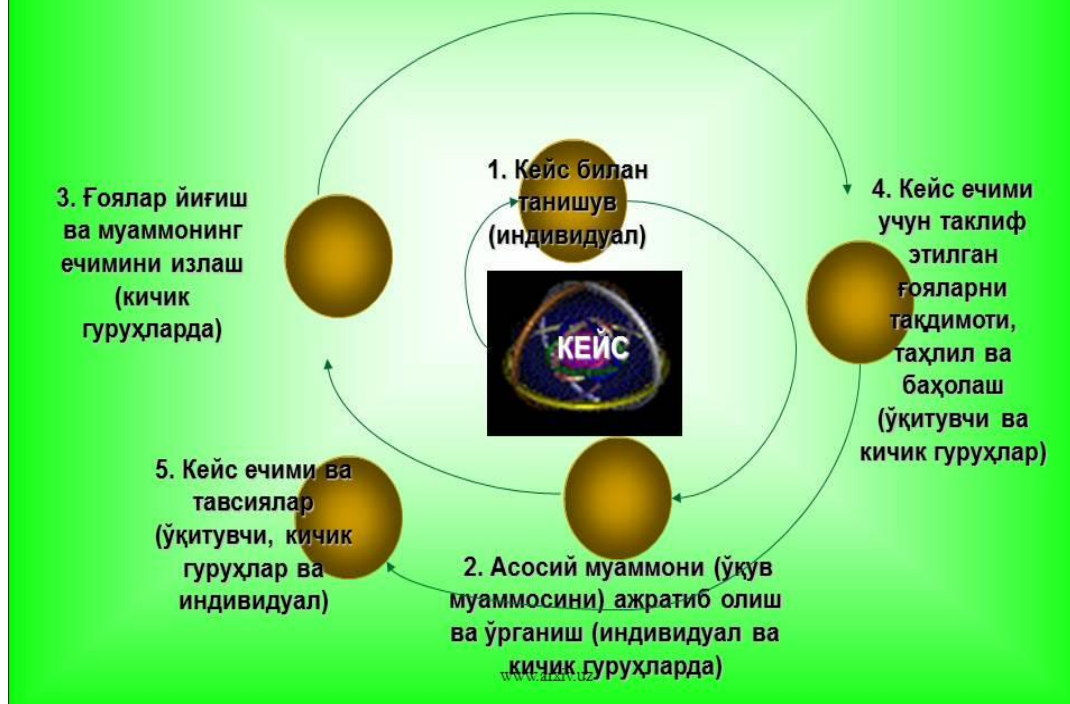 1. Кейс билан
танишув
(индивидуал)
КЕЙС
2. Асосий муаммони (ўқув
муаммосини) ажратиб олиш
ва ўрганиш (индивидуал ва
кичик гуруҳларда)
3. Ғоялар йиғиш
ва муаммонинг
ечимини излаш
(кичик
гуруҳларда)
4. Кейс ечими
учун таклиф
этилган
ғояларни
тақдимоти,
таҳлил ва
баҳолаш
(ўқитувчи ва
кичик гуруҳлар)
5. Кейс ечими ва
тавсиялар
(ўқитувчи, кичик
гуруҳлар ва
индивидуал)
www.arxiv.uz